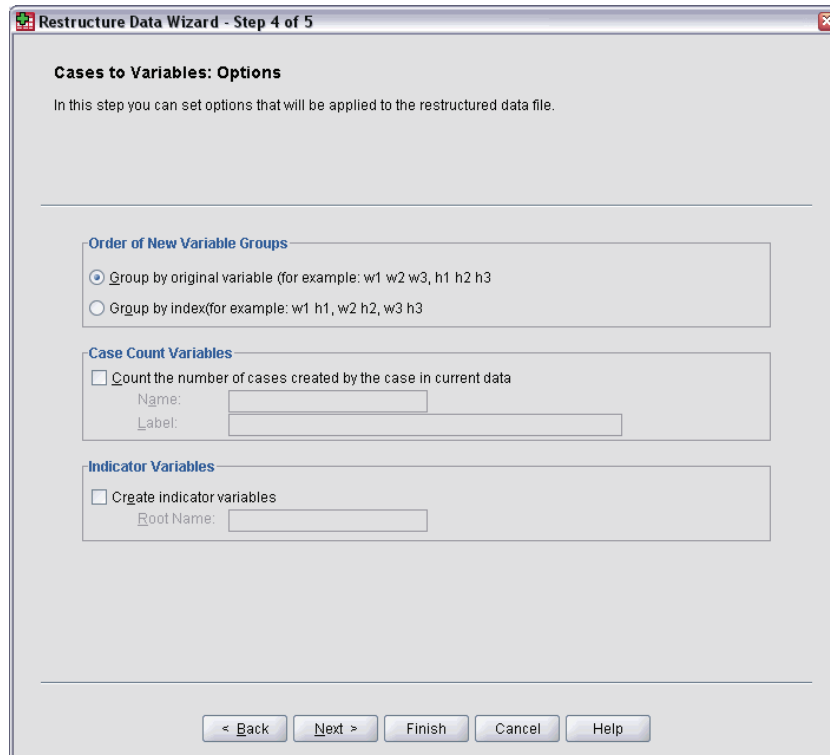 Restructure Data Wizard - Step 4 of 5
Cases to Variables: Options
In this step you can set options that will be applied to the restructured data file.
Order of New Variable Groups
Group by original variable (for example: w1 w2 w3, h1 h2 h3
Group by index(for example: w1 h1, w2 h2, w3 h3
Case Count Variables
Count the number of cases created by the case in current data
Name:
Label:
Indicator Variables
Create indicator variables
Root Name:
< Back Next > Finish Cancel Help